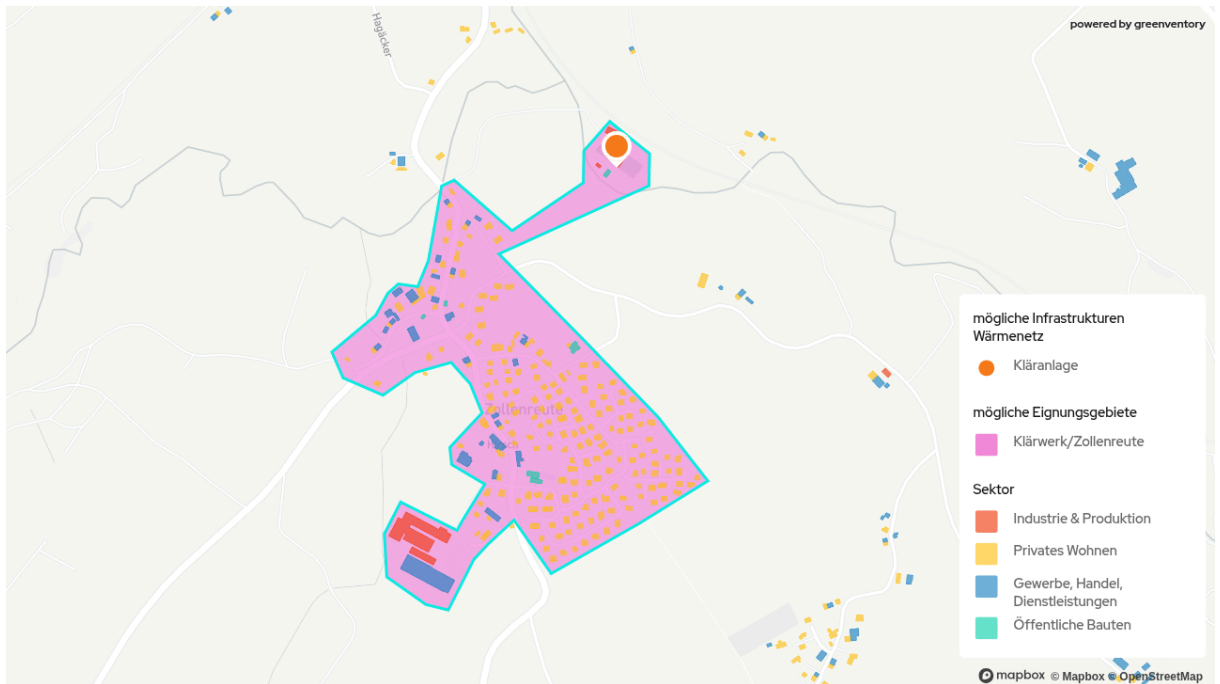 powered by greenventory
Hagäcker
Zollenreute
mögliche Infrastrukturen
Wärmenetz
Kläranlage
mögliche Eignungsgebiete
Klärwerk/Zollenreute
Sektor
Industrie & Produktion
Privates Wohnen
Gewerbe, Handel,
Dienstleistungen
Öffentliche Bauten
mapbox © Mapbox © OpenStreetMap